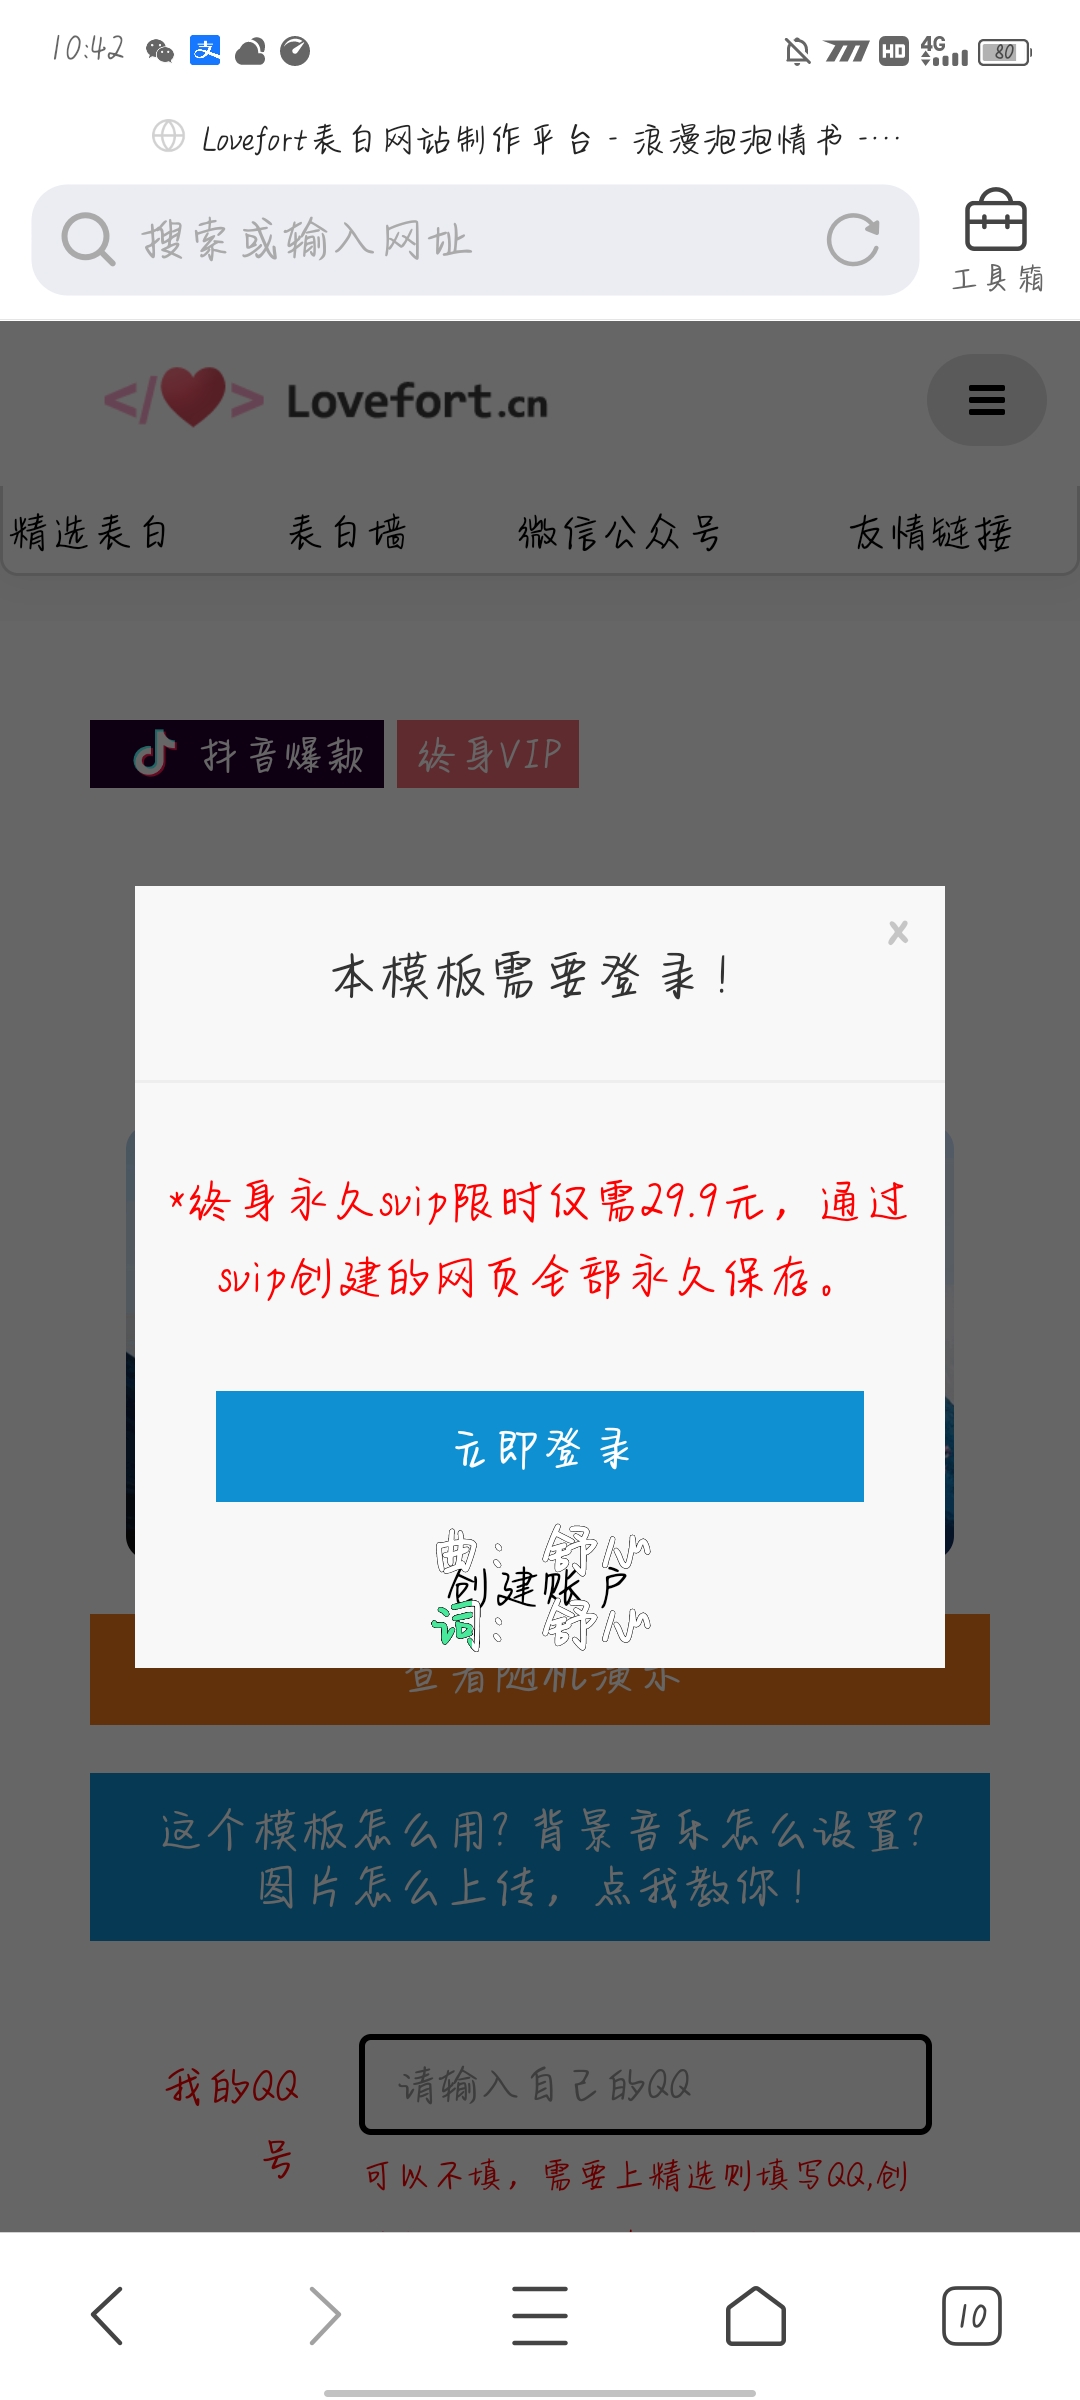 10:42
支
HD 4G 80
Lovefort表白网站制作平台 - 浪漫泡泡情书 -···
搜索或输入网址
工具箱
</ > Lovefort.cn
精选表白 表白墙 微信公众号 友情链接
抖音爆款 终身VIP
x
本模板需要登录!
*终身永久svip限时仅需29.9元，通过
svip创建的网页全部永久保存。
立即登录
曲：舒心
创建账户
词：舒心
查看随机演示
这个模板怎么用?背景音乐怎么设置?
图片怎么上传，点我教你!
我的QQ
号
请输入自己的QQ
可以不填，需要上精选则填写QQ,创
10